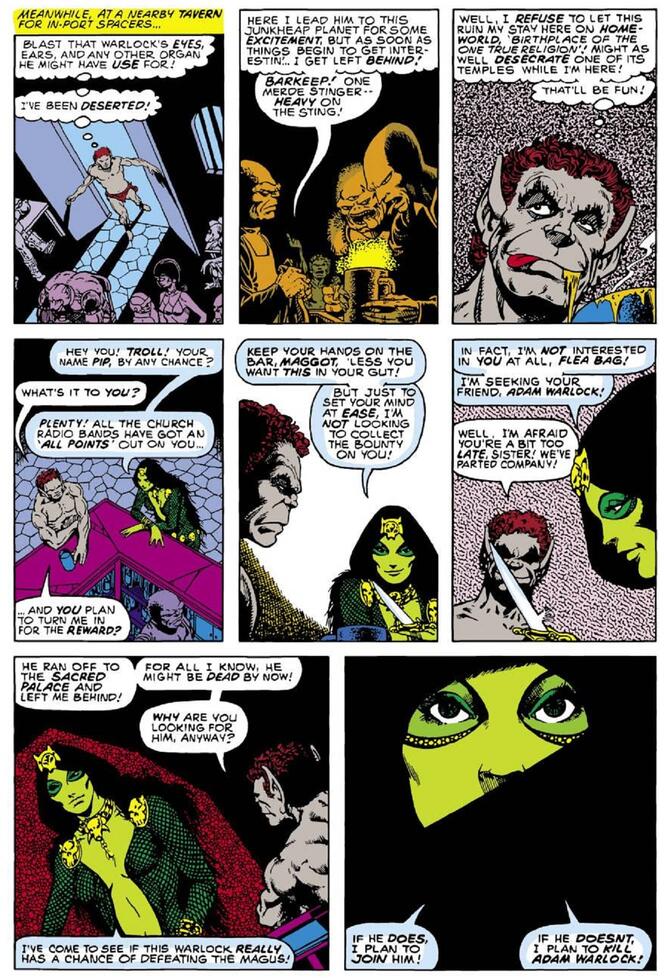 MEANWHILE, AT A NEARBY TAVERN
FOR IN-PORT SPACERS...
BLAST THAT WARLOCK'S EYES,
EARS, AND ANY OTHER ORGAN
HE MIGHT HAVE USE FOR!
I'VE BEEN DESERTED!
HERE I LEAD HIM TO THIS
JUNKHEAP PLANET FOR SOME
EXCITEMENT. BUT AS SOON AS
THINGS BEGIN TO GET INTER-
ESTIN'.. I GET LEFT BEHIND!
BARKEEP! ONE
MERDE STINGER--
HEAVY ON
THE STING!
WELL, I REFUSE TO LET THIS
RUIN MY STAY HERE ON HOME-
WORLD, 'BIRTHPLACE OF THE
ONE TRUE RELIGION'! MIGHT AS
WELL DESECRATE ONE OF ITS
TEMPLES WHILE I'M HERE!
THAT'LL BE FUN!
HEY YOU! TROLL! YOUR
NAME PIP, BY ANY CHANCE?
WHAT'S IT TO YOU?
PLENTY! ALL THE CHURCH
RADIO BANDS HAVE GOT AN
'ALL POINTS' OUT ON YOU...
...AND YOU PLAN
TO TURN ME IN
FOR THE REWARD?
KEEP YOUR HANDS ON THE
BAR, MAGGOT, 'LESS YOU
WANT THIS IN YOUR GUT!
BUT JUST TO
SET YOUR MIND
AT EASE, I'M
NOT LOOKING
TO COLLECT
THE BOUNTY
ON YOU!
IN FACT, I'M NOT INTERESTED
IN YOU AT ALL, FLEA BAG!
I'M SEEKING YOUR
FRIEND, ADAM WARLOCK!
WELL, I'M AFRAID
YOU'RE A BIT TOO
LATE, SISTER! WE'VE
PARTED COMPANY!
HE RAN OFF TO
THE SACRED
PALACE AND
LEFT ME BEHIND!
FOR ALL I KNOW, HE
MIGHT BE DEAD BY NOW!
WHY ARE YOU
LOOKING FOR
HIM, ANYWAY?
I'VE COME TO SEE IF THIS WARLOCK REALLY
HAS A CHANCE OF DEFEATING THE MAGUS!
IF HE DOES,
I PLAN TO
JOIN HIM!
IF HE DOESN'T,
I PLAN TO KILL
ADAM WARLOCK!